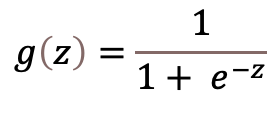 g(z) = 1 / (1 + e^{-z})